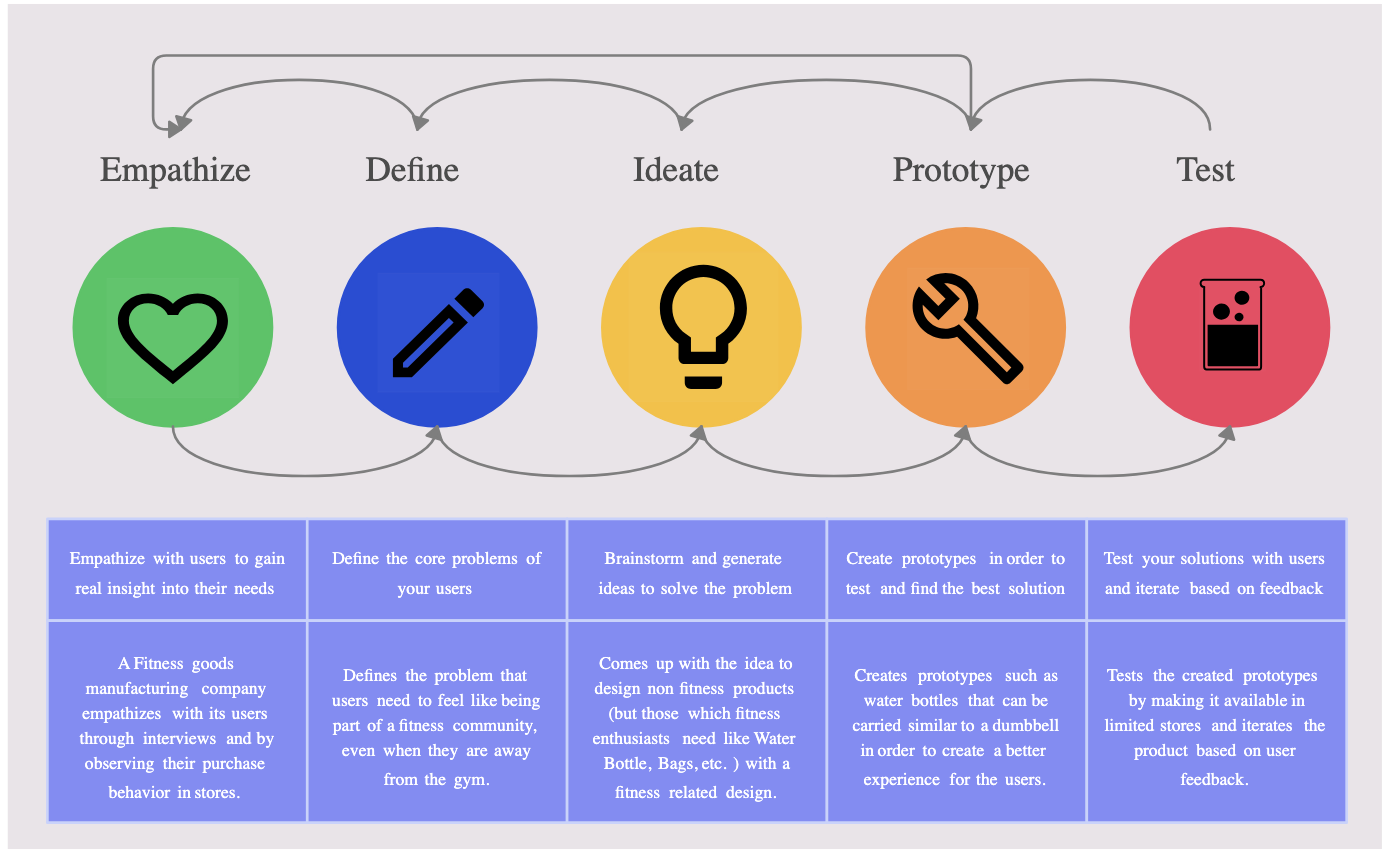 Empathize
Define
Ideate
Prototype
Test
Empathize with users to gain
real insight into their needs
Define the core problems of
your users
Brainstorm and generate
ideas to solve the problem
Create prototypes in order to
test and find the best solution
Test your solutions with users
and iterate based on feedback
A Fitness goods
manufacturing company
empathizes with its users
through interviews and by
observing their purchase
behavior in stores.
Defines the problem that
users need to feel like being
part of a fitness community,
even when they are away
from the gym.
Comes up with the idea to
design non fitness products
(but those which fitness
enthusiasts need like Water
Bottle, Bags, etc. ) with a
fitness related design.
Creates prototypes such as
water bottles that can be
carried similar to a dumbbell
in order to create a better
experience for the users.
Tests the created prototypes
by making it available in
limited stores and iterates the
product based on user
feedback.